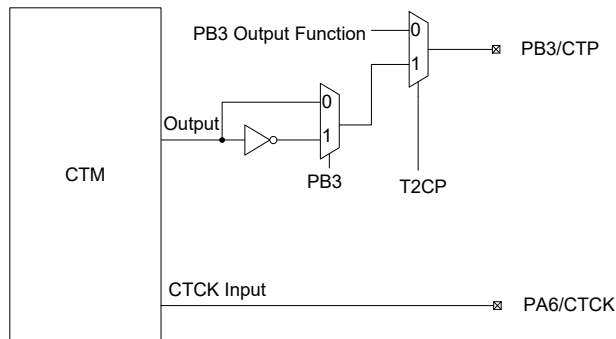 PB3 Output Function
0
1
PB3/CTP
0
1
Output
CTM
PB3
T2CP
CTCK Input
PA6/CTCK